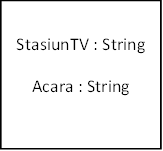 StasiunTV : String
Acara : String